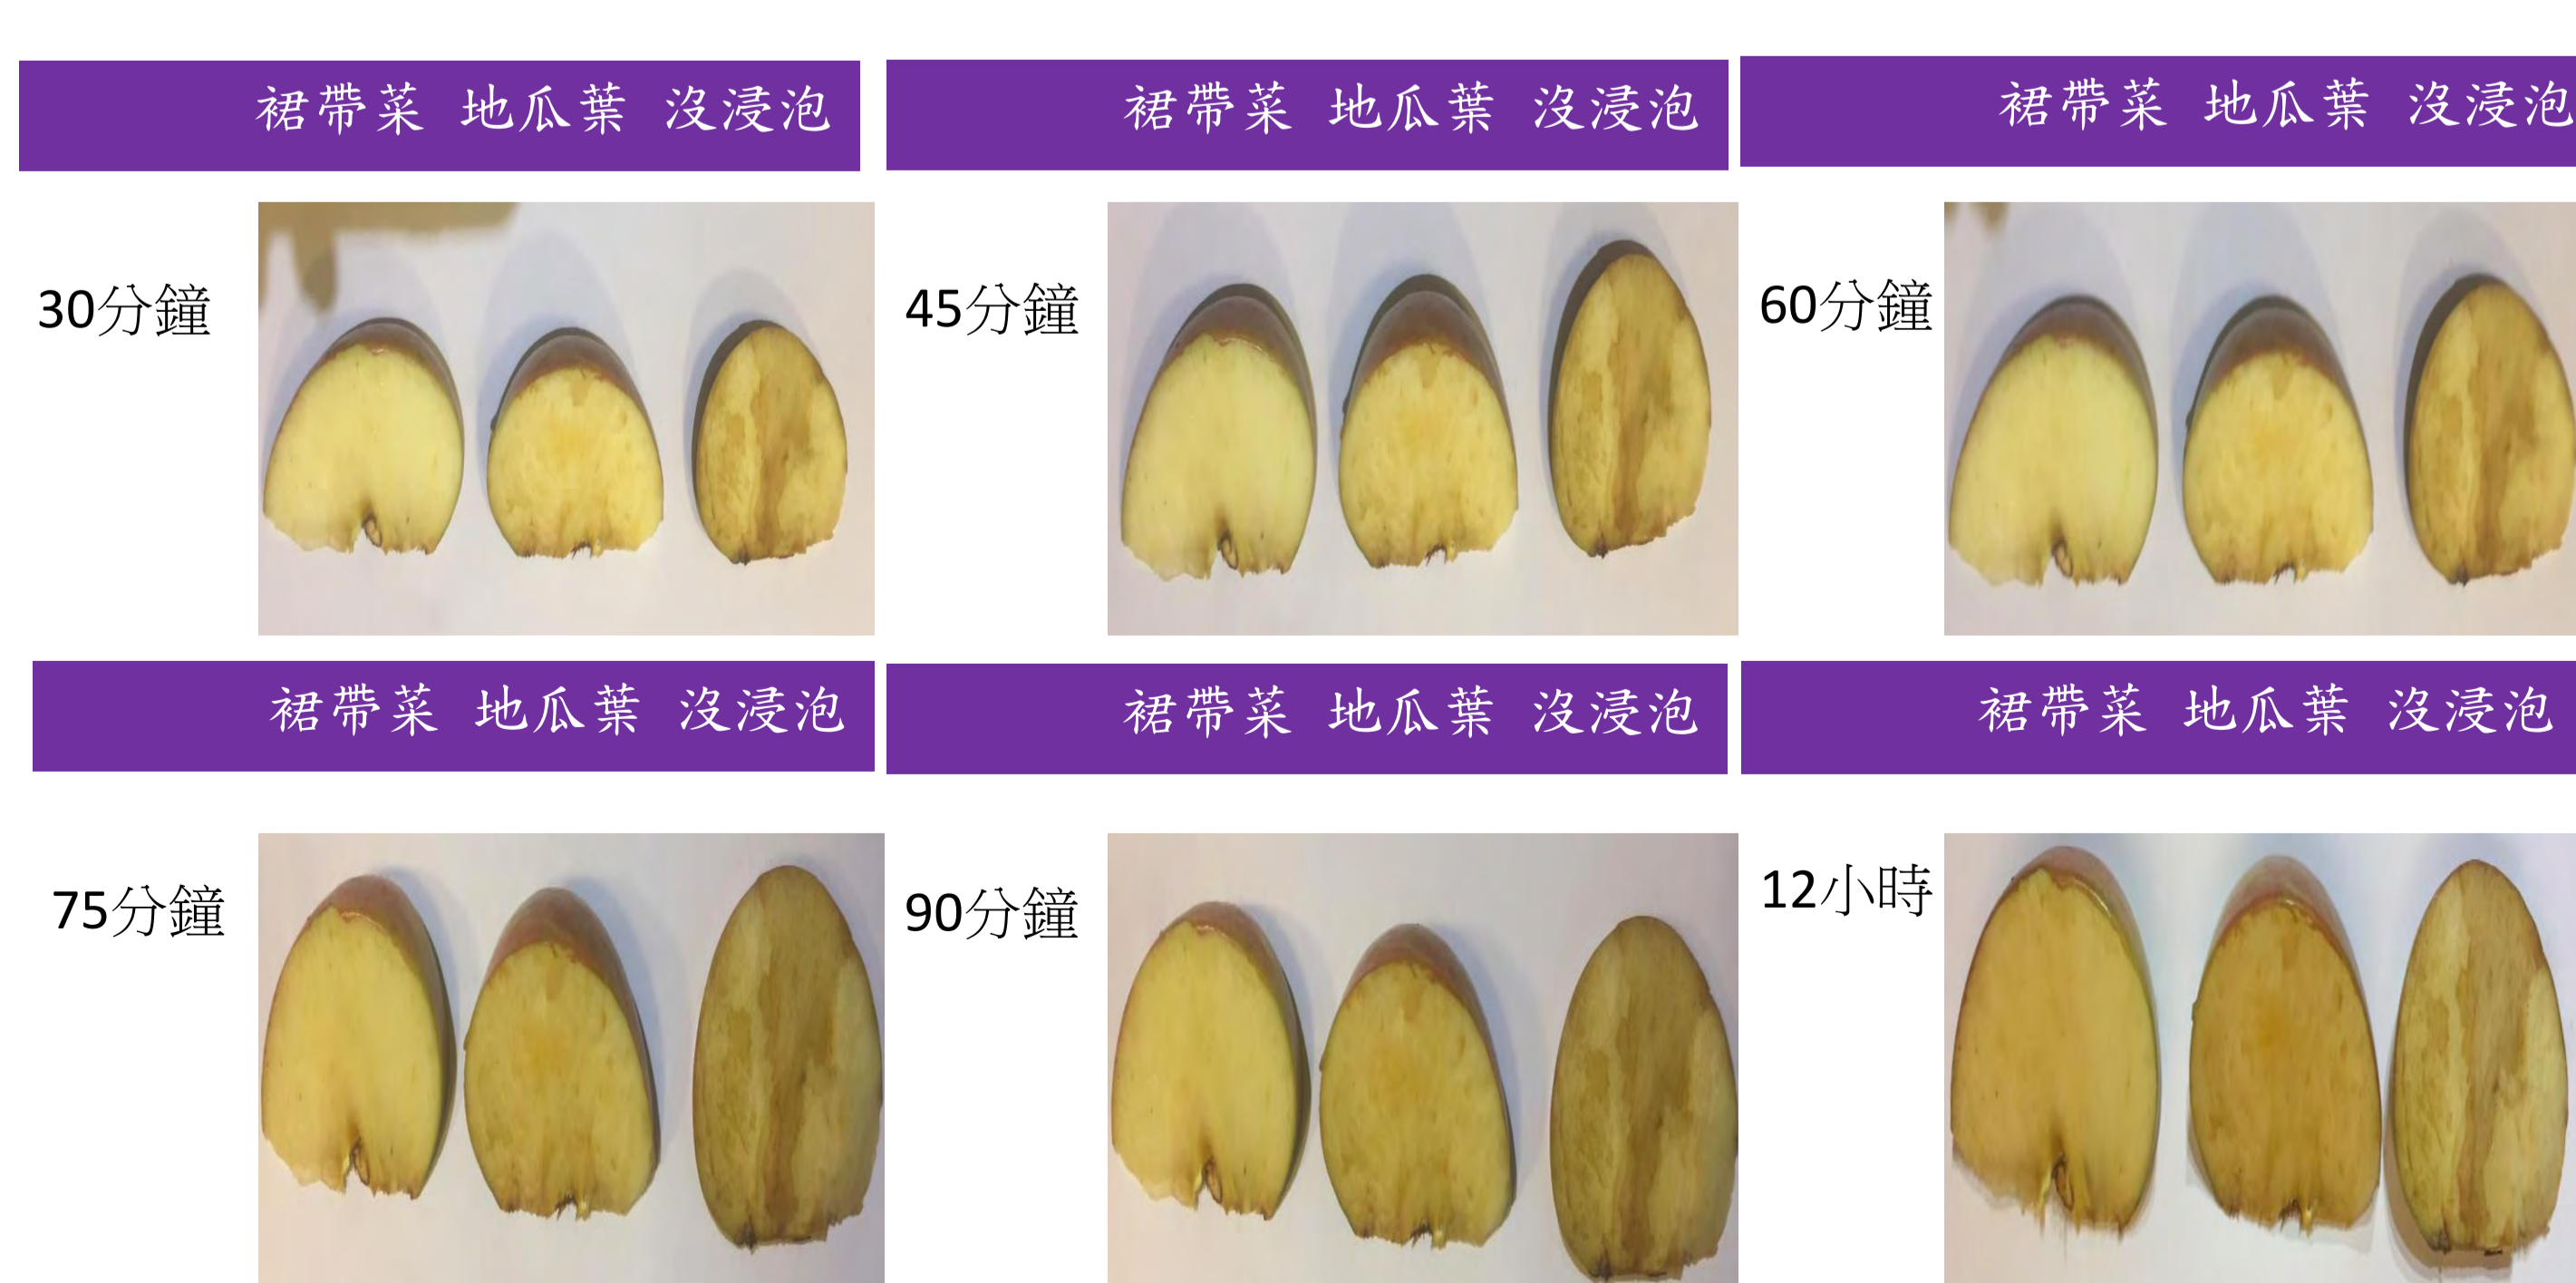 裙帶菜 地瓜葉 沒浸泡
30分鐘
裙帶菜 地瓜葉 沒浸泡
45分鐘
裙帶菜 地瓜葉 沒浸泡
60分鐘
裙帶菜 地瓜葉 沒浸泡
75分鐘
裙帶菜 地瓜葉 沒浸泡
90分鐘
裙帶菜 地瓜葉 沒浸泡
12小時